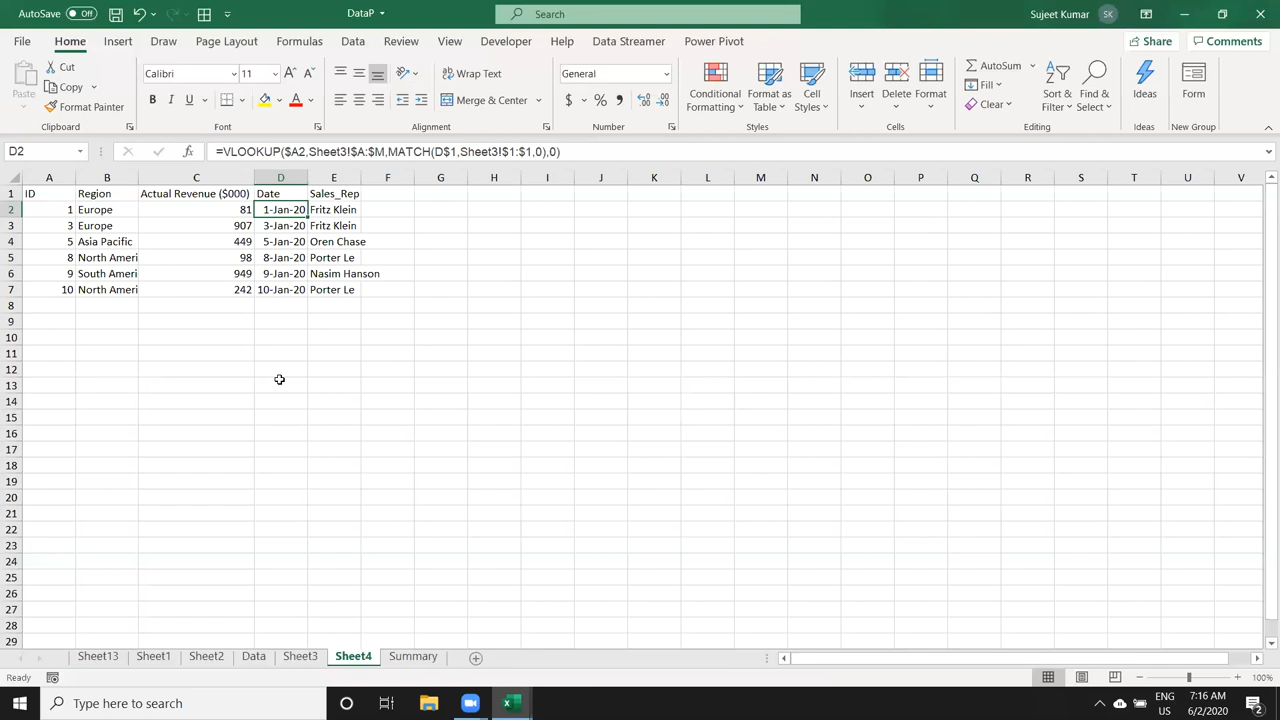 AutoSave Off DataP Search Sujeet Kumar SK
File Home Insert Draw Page Layout Formulas Data Review View Developer Help Data Streamer Power Pivot Share Comments
Paste Cut Copy Format Painter Clipboard
Calibri 11 B I U Font
Wrap Text Merge & Center Alignment
General $ % Number
Conditional Formatting Format as Table Cell Styles Styles
Insert Delete Format Cells
AutoSum Fill Clear Sort & Filter Find & Select Editing
Ideas Ideas
Form New Group
D2 fx =VLOOKUP($A2,Sheet3!$A:$M,MATCH(D$1,Sheet3!$1:$1,0),0)
A B C D E F G H I J K L M N O P Q R S T U V
1 ID Region Actual Revenue ($000) Date Sales_Rep
2 1 Europe 81 1-Jan-20 Fritz Klein
3 3 Europe 907 3-Jan-20 Fritz Klein
4 5 Asia Pacific 449 5-Jan-20 Oren Chase
5 8 North Ameri 98 8-Jan-20 Porter Le
6 9 South Ameri 949 9-Jan-20 Nasim Hanson
7 10 North Ameri 242 10-Jan-20 Porter Le
8
9
10
11
12
13
14
15
16
17
18
19
20
21
22
23
24
25
26
27
28
29
Sheet13 Sheet1 Sheet2 Data Sheet3 Sheet4 Summary
Ready 100%
Type here to search ENG US 7:16 AM 6/2/2020 2